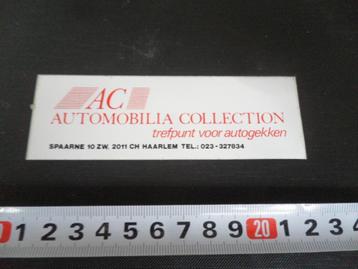 AC
AUTOMOBILIA COLLECTION
trefpunt voor autogekken
SPAARNE 10 ZW. 2011 CH HAARLEM TEL.: 023-327834
1 2 3 4 5 6 7 8 9 20 1 2 3 4